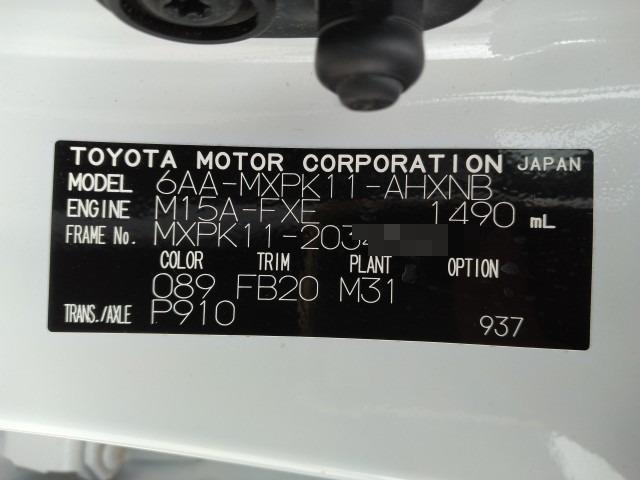 TOYOTA MOTOR CORPORATION JAPAN
MODEL 6AA-MXPK11-AHXNB
ENGINE M15A-FXE 1490 mL
FRAME No. MXPK11-2034
COLOR TRIM PLANT OPTION
089 FB20 M31
TRANS./AXLE P910 937